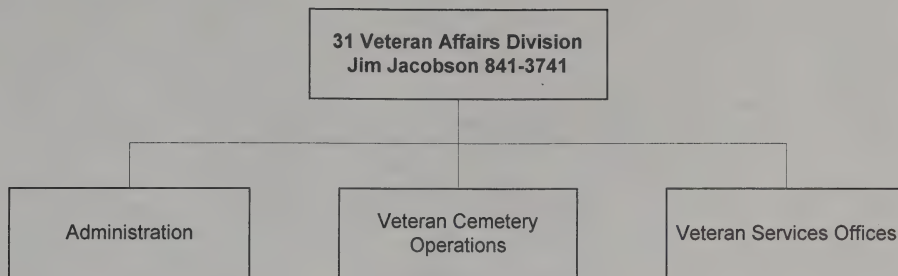 31 Veteran Affairs Division
Jim Jacobson 841-3741
Administration
Veteran Cemetery
Operations
Veteran Services Offices